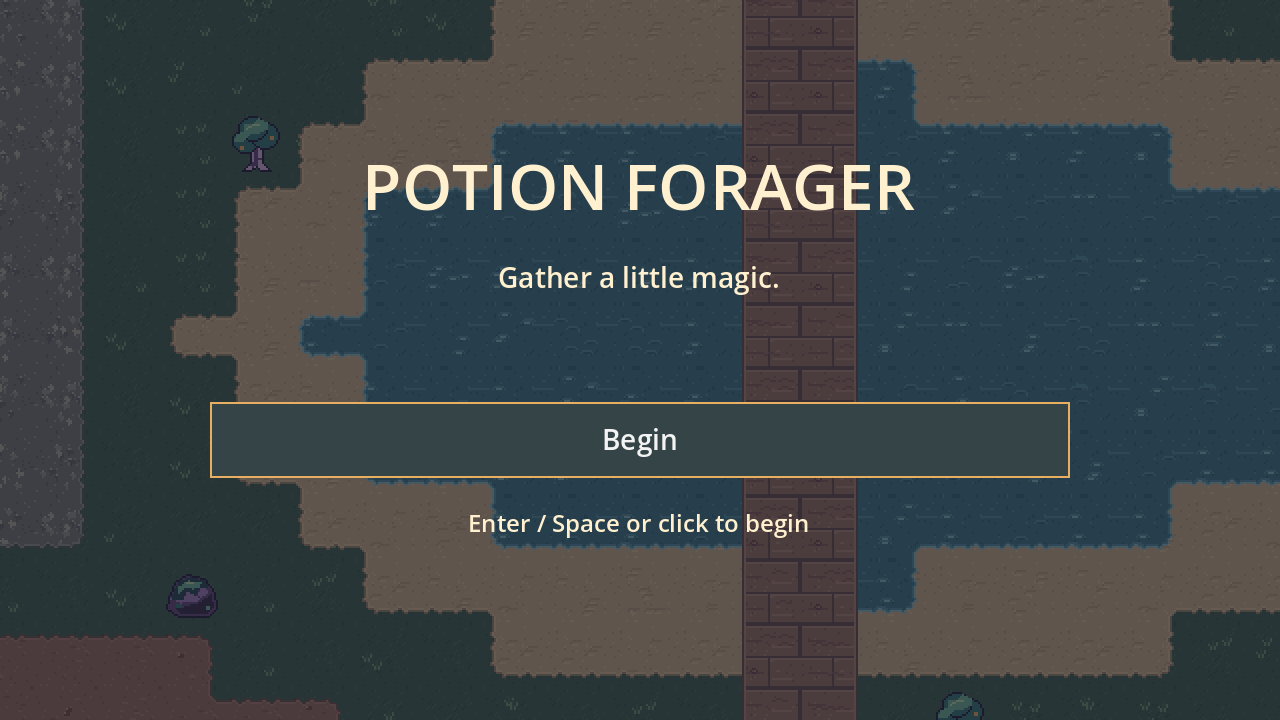 POTION FORAGER
Gather a little magic.
Begin
Enter / Space or click to begin